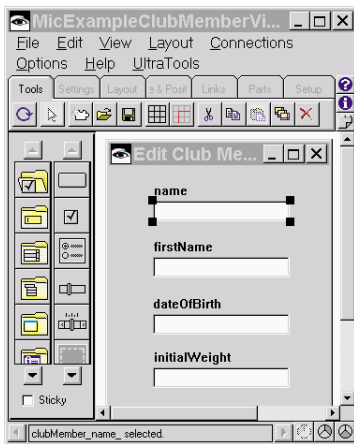 MicExampleClubMemberVi...
File Edit View Layout Connections
Options Help UltraTools
Tools Settings Layout e & Posit Links Parts Setup
Edit Club Me...
name
firstName
dateOfBirth
initialWeight
Sticky
clubMember_name_ selected.